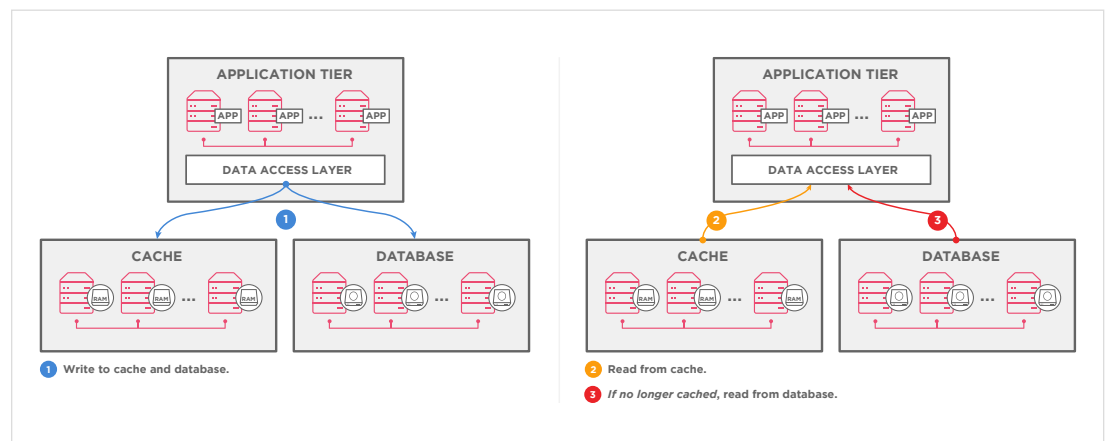 APPLICATION TIER
APP APP ... APP
DATA ACCESS LAYER
1
CACHE
RAM RAM ... RAM
DATABASE
...
1 Write to cache and database.
APPLICATION TIER
APP APP ... APP
DATA ACCESS LAYER
2
3
CACHE
RAM RAM ... RAM
DATABASE
...
2 Read from cache.
3 If no longer cached, read from database.